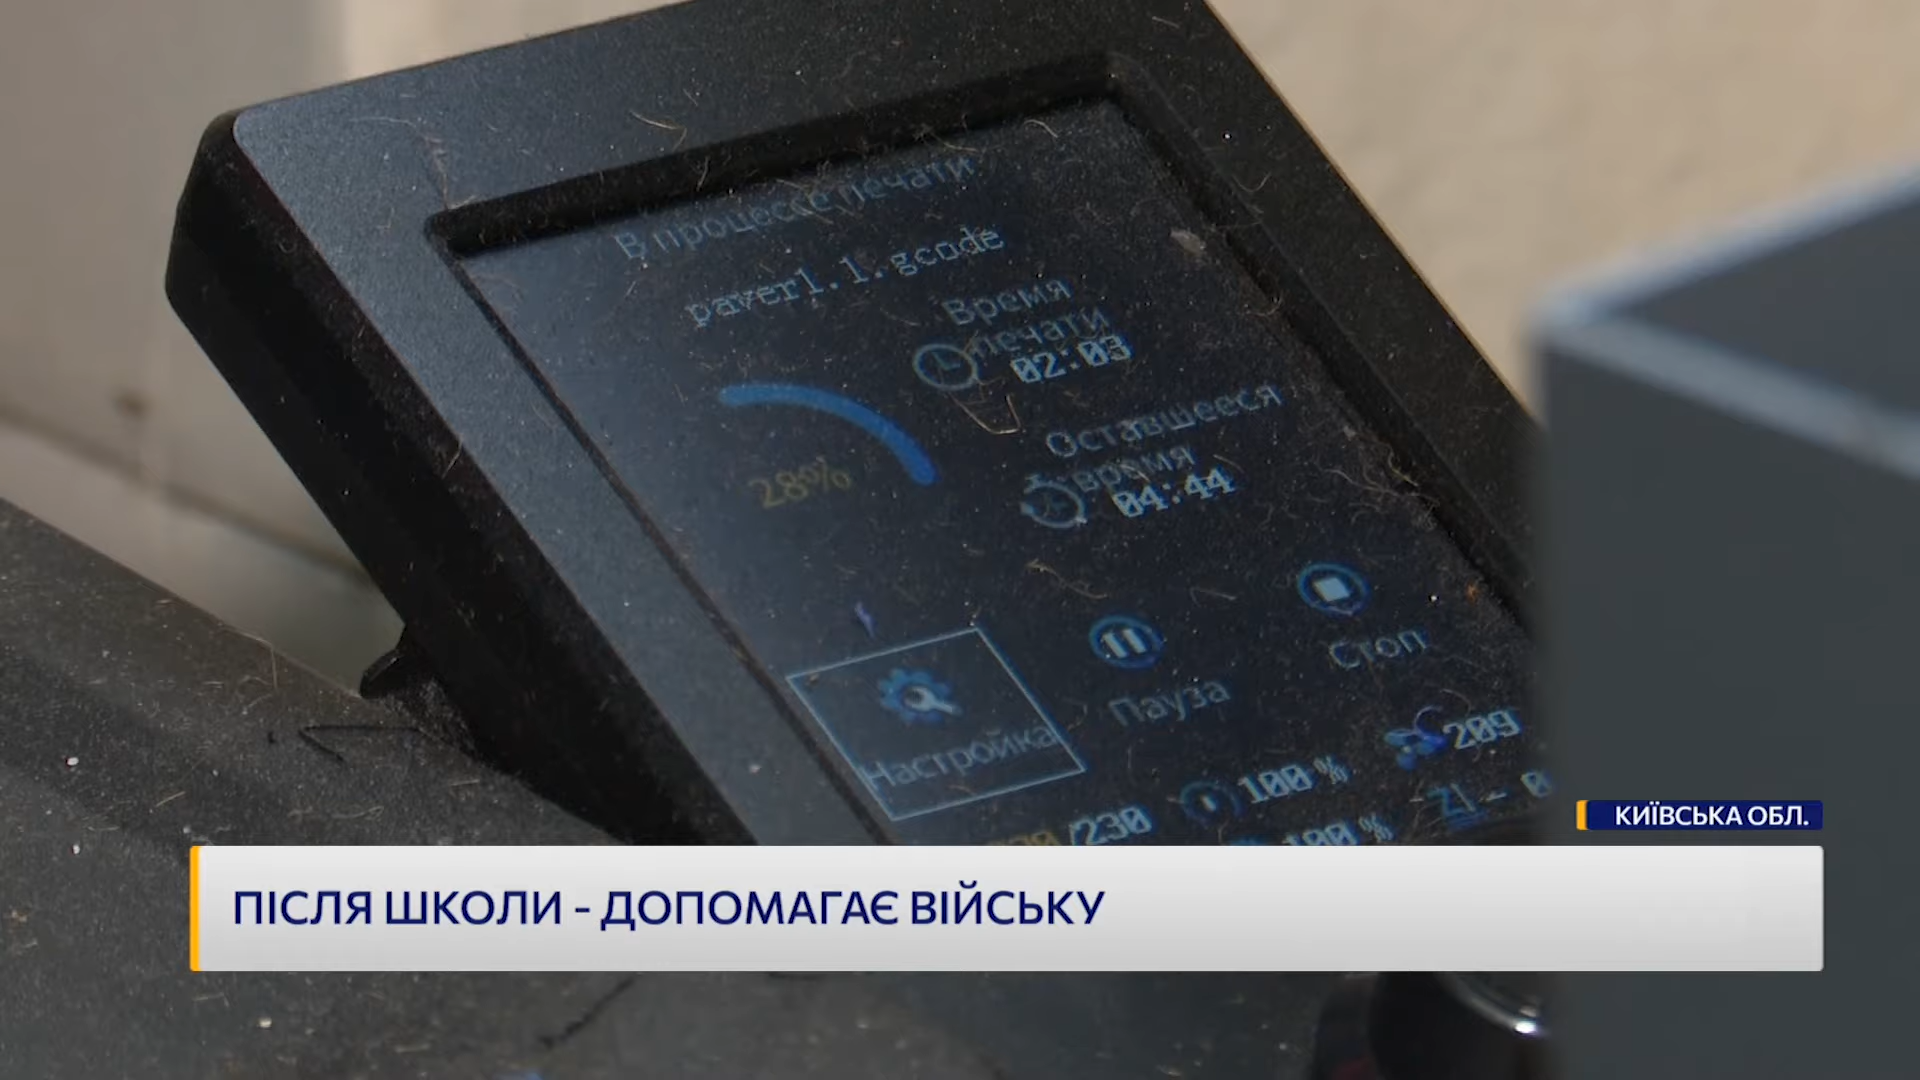 В процессе печати
paver1.1.gcode
Время
печати
02:03
28%
Оставшееся
время
04:44
Настройка
Пауза
Стоп
/230
100 %
209
100 %
КИЇВСЬКА ОБЛ.
ПІСЛЯ ШКОЛИ - ДОПОМАГАЄ ВІЙСЬКУ